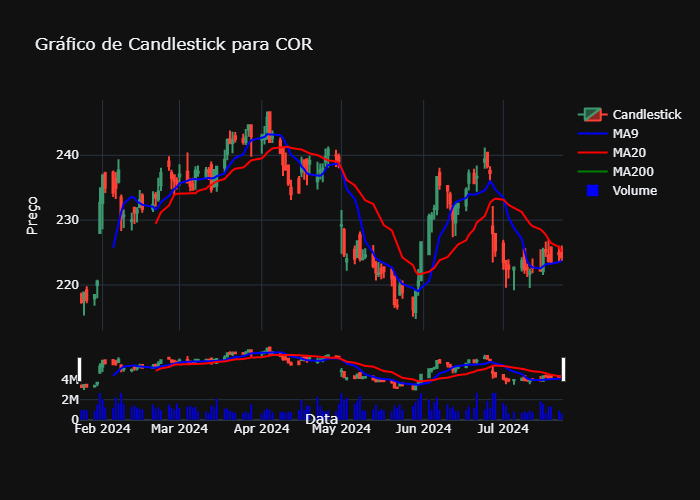 Gráfico de Candlestick para COR
Candlestick
MA9
MA20
MA200
Volume
Preço
240
230
220
4M
2M
0
Feb 2024
Mar 2024
Apr 2024
May 2024
Jun 2024
Jul 2024
Data